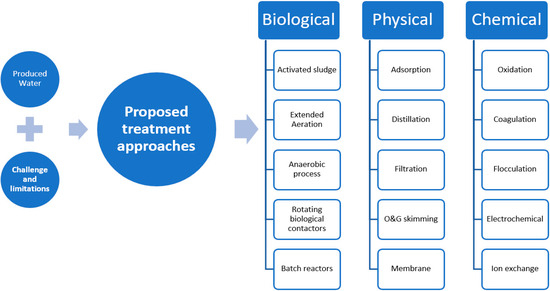 Produced
Water
Challenge and
limitations
Proposed
treatment
approaches
Biological
Activated sludge
Extended
Aeration
Anaerobic
process
Rotating
biological
contactors
Batch reactors
Physical
Adsorption
Distillation
Filtration
O&G skimming
Membrane
Chemical
Oxidation
Coagulation
Flocculation
Electrochemical
Ion exchange